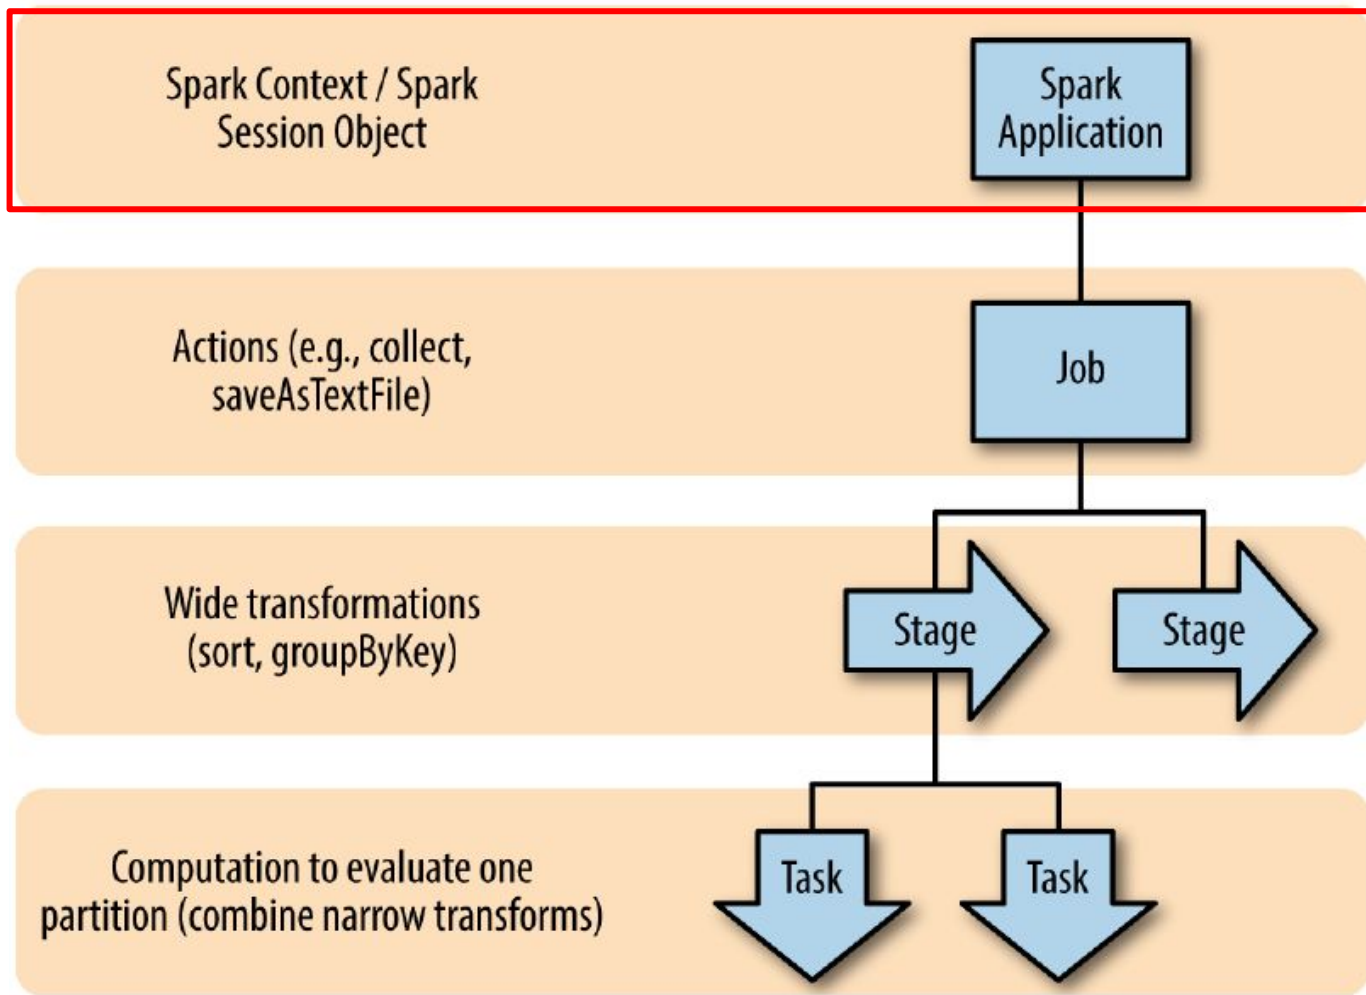 Spark Context / Spark
Session Object
Spark
Application
Actions (e.g., collect,
saveAsTextFile)
Job
Wide transformations
(sort, groupByKey)
Stage
Stage
Computation to evaluate one
partition (combine narrow transforms)
Task
Task